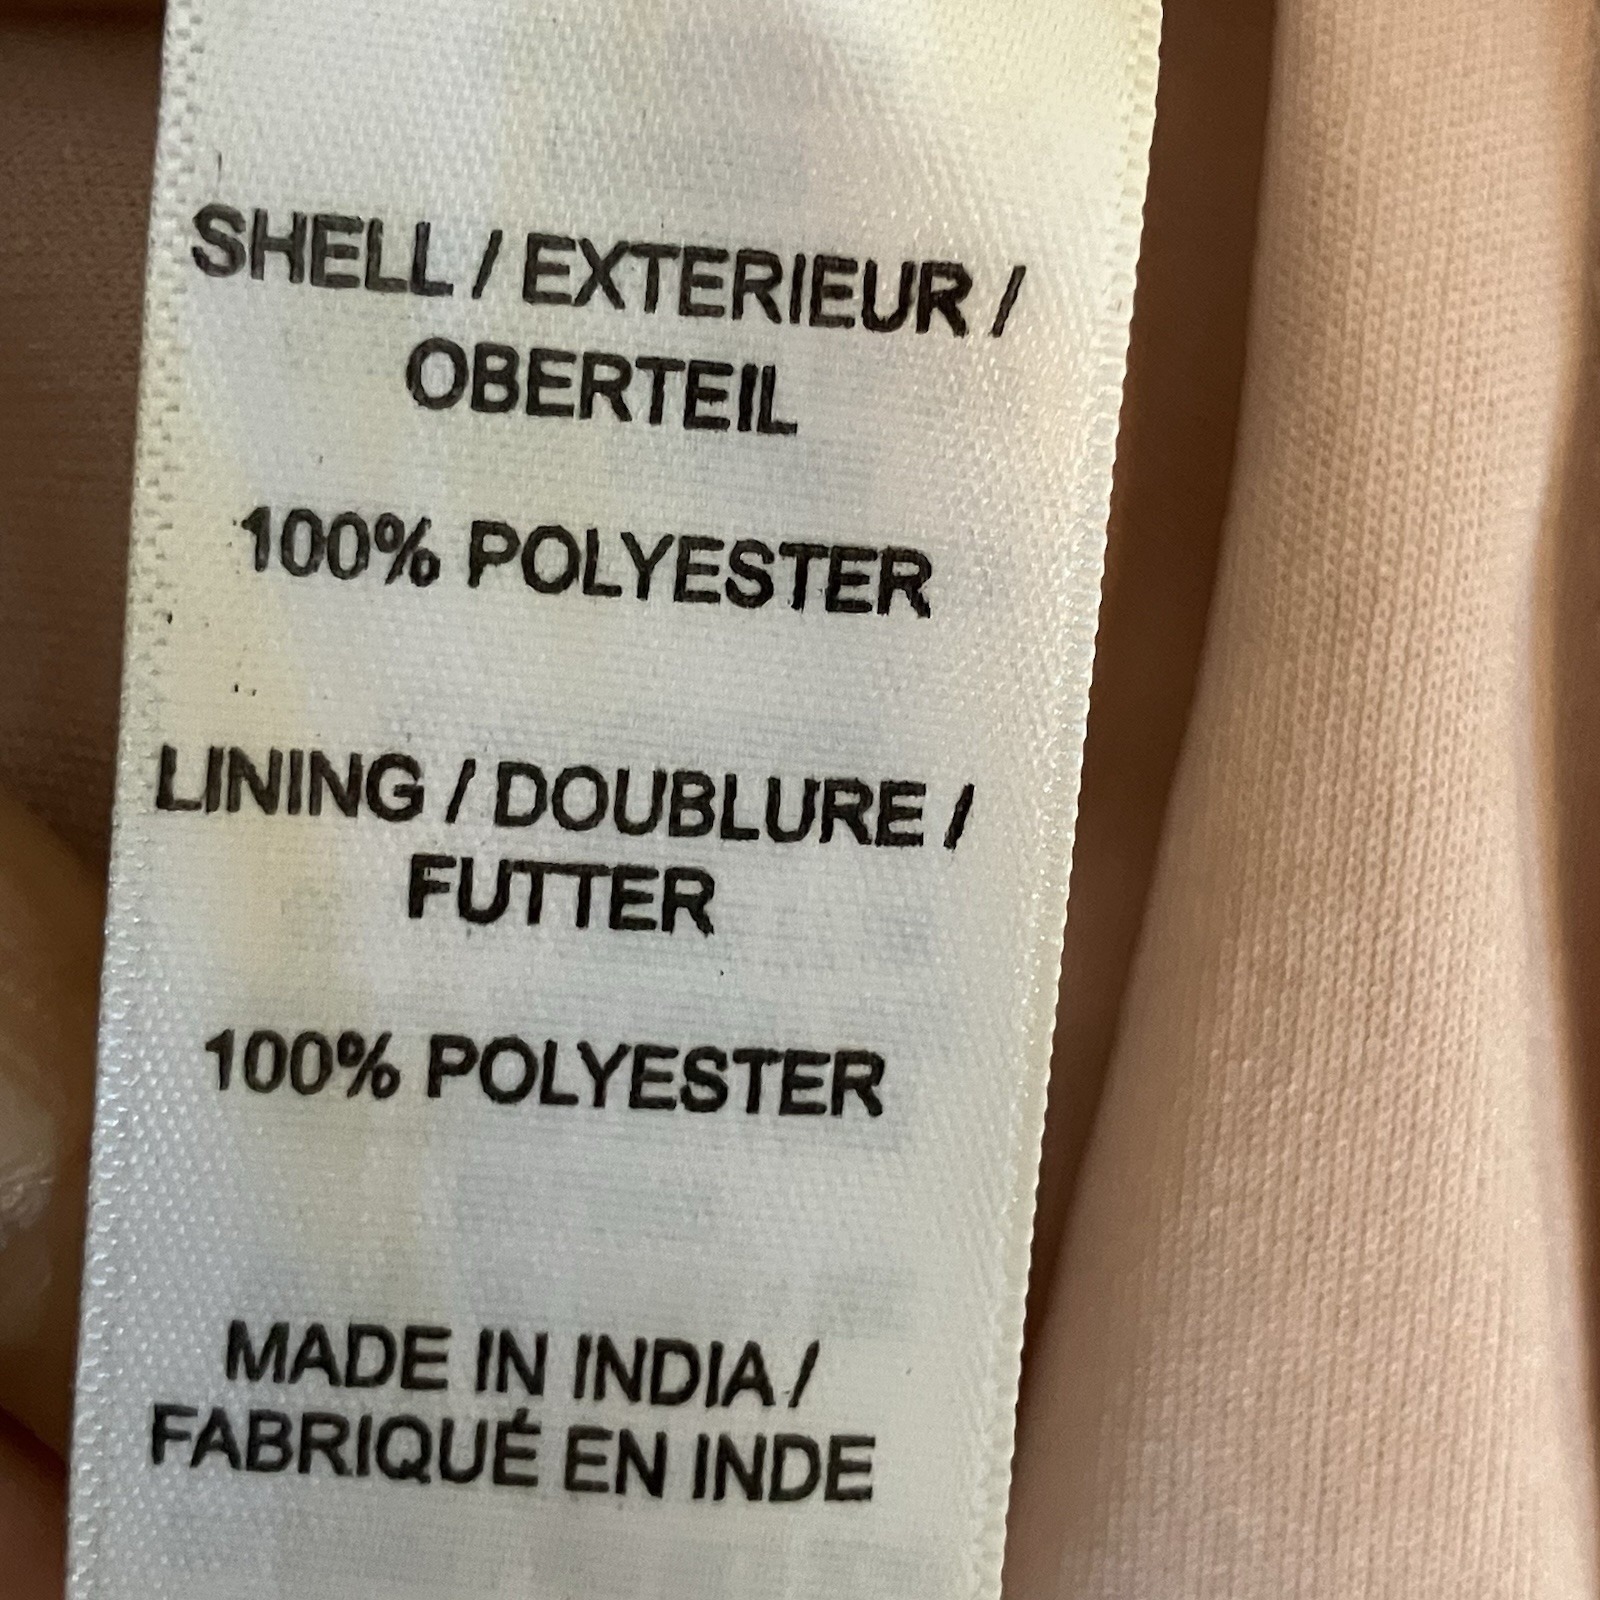 SHELL / EXTERIEUR /
OBERTEIL
100% POLYESTER
LINING / DOUBLURE /
FUTTER
100% POLYESTER
MADE IN INDIA /
FABRIQUÉ EN INDE